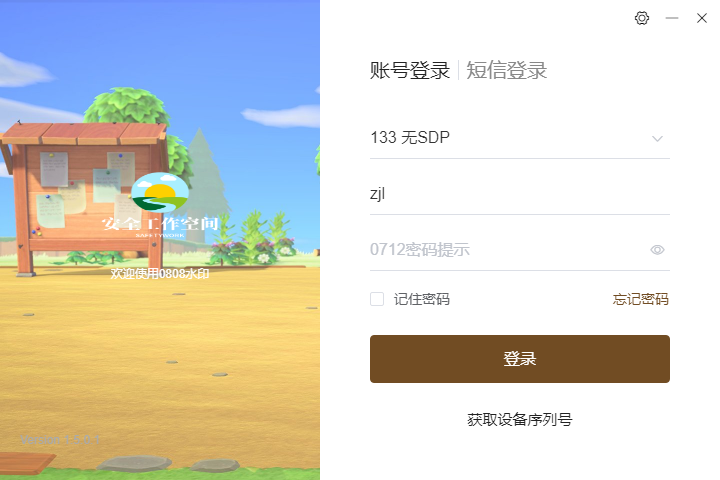 账号登录 短信登录
133 无SDP
zjl
0712密码提示
记住密码 忘记密码
登录
获取设备序列号
安全工作空间
欢迎使用0808水印